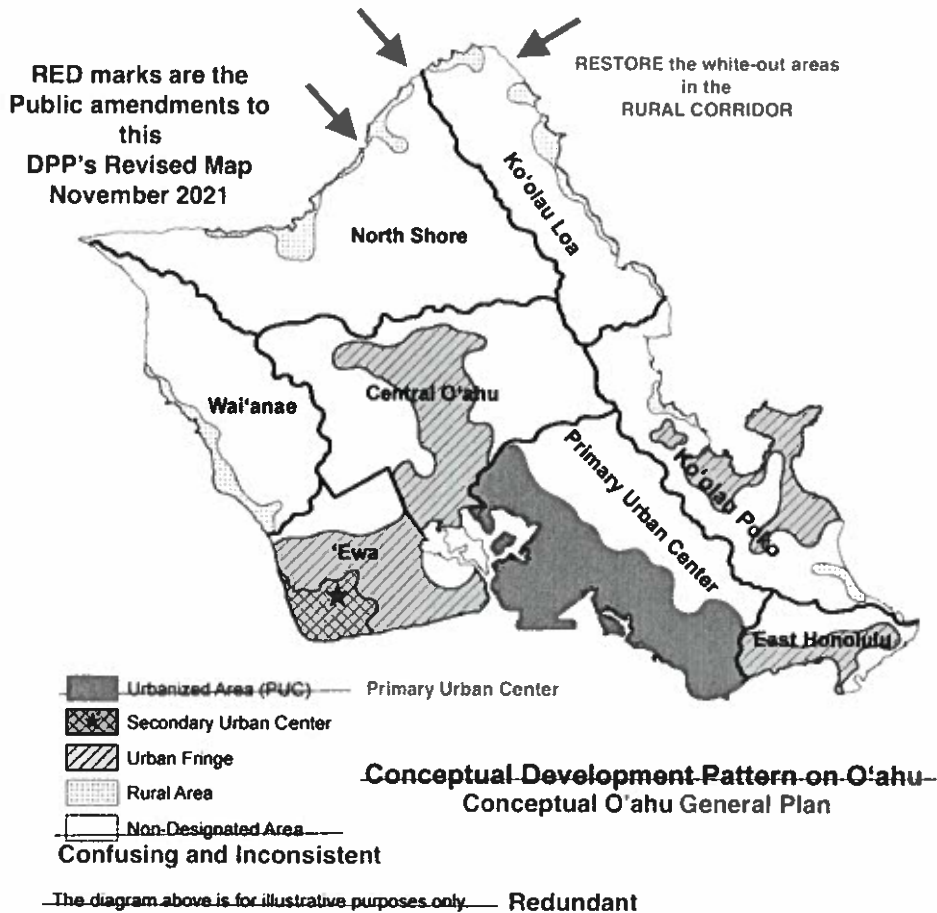 RED marks are the
Public amendments to
this
DPP's Revised Map
November 2021
RESTORE the white-out areas
in the
RURAL CORRIDOR
Ko'olau Loa
North Shore
Central O'ahu
Wai'anae
Ko'olau Poko
Primary Urban Center
'Ewa
East Honolulu
Urbanized Area (PUC) Primary Urban Center
Secondary Urban Center
Urban Fringe
Rural Area
Non-Designated Area
Confusing and Inconsistent
Conceptual Development Pattern on O'ahu
Conceptual O'ahu General Plan
The diagram above is for illustrative purposes only. Redundant